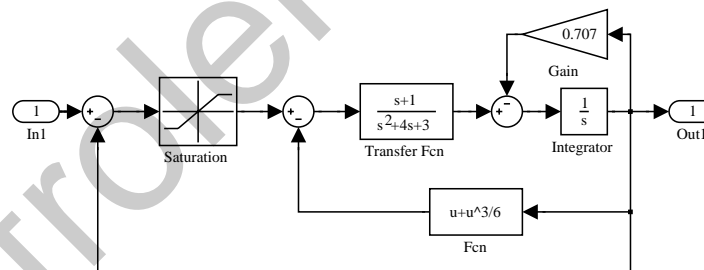 0.707
Gain
1
In1
+
−
Saturation
+
−
s+1
s^2+4s+3
Transfer Fcn
+
−
1
s
Integrator
1
Out1
u+u^3/6
Fcn
troler